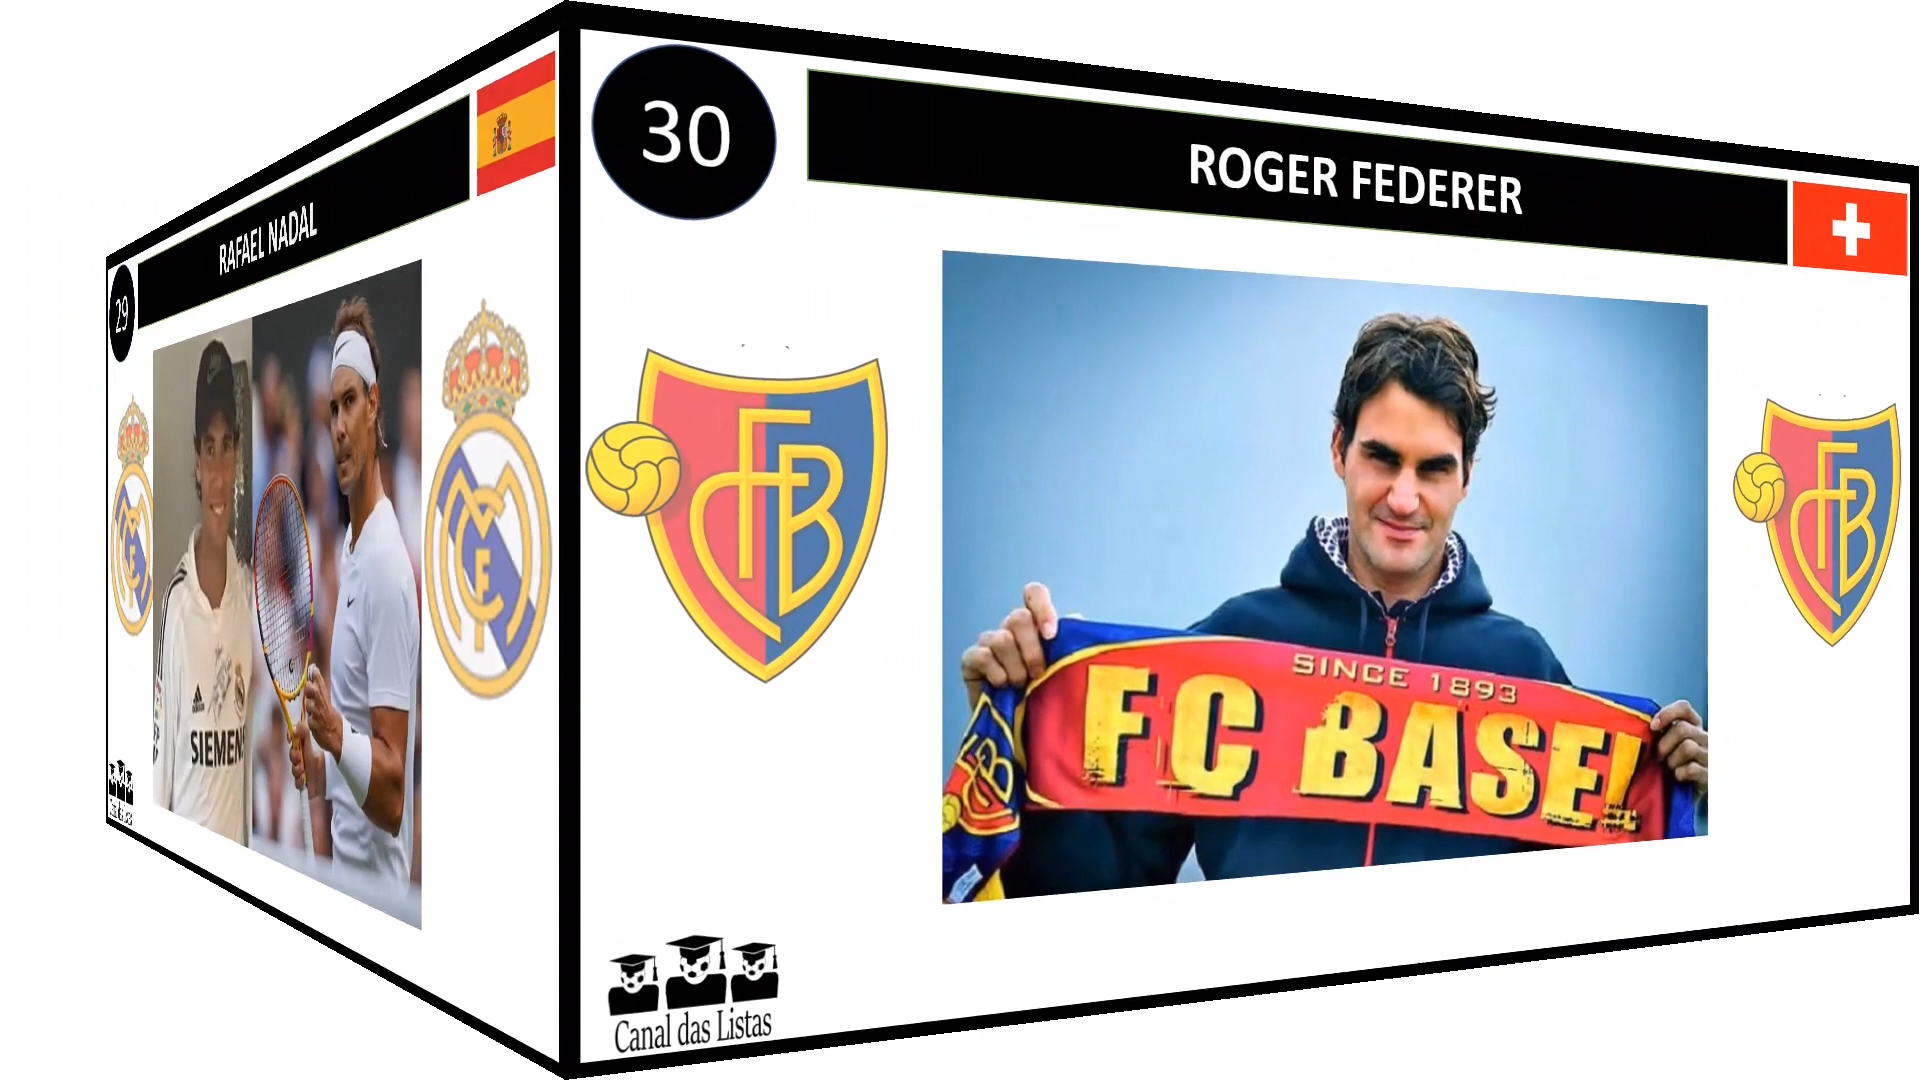 29
RAFAEL NADAL
SIEMENS
30
ROGER FEDERER
SINCE 1893
FC BASEL
Canal das Listas